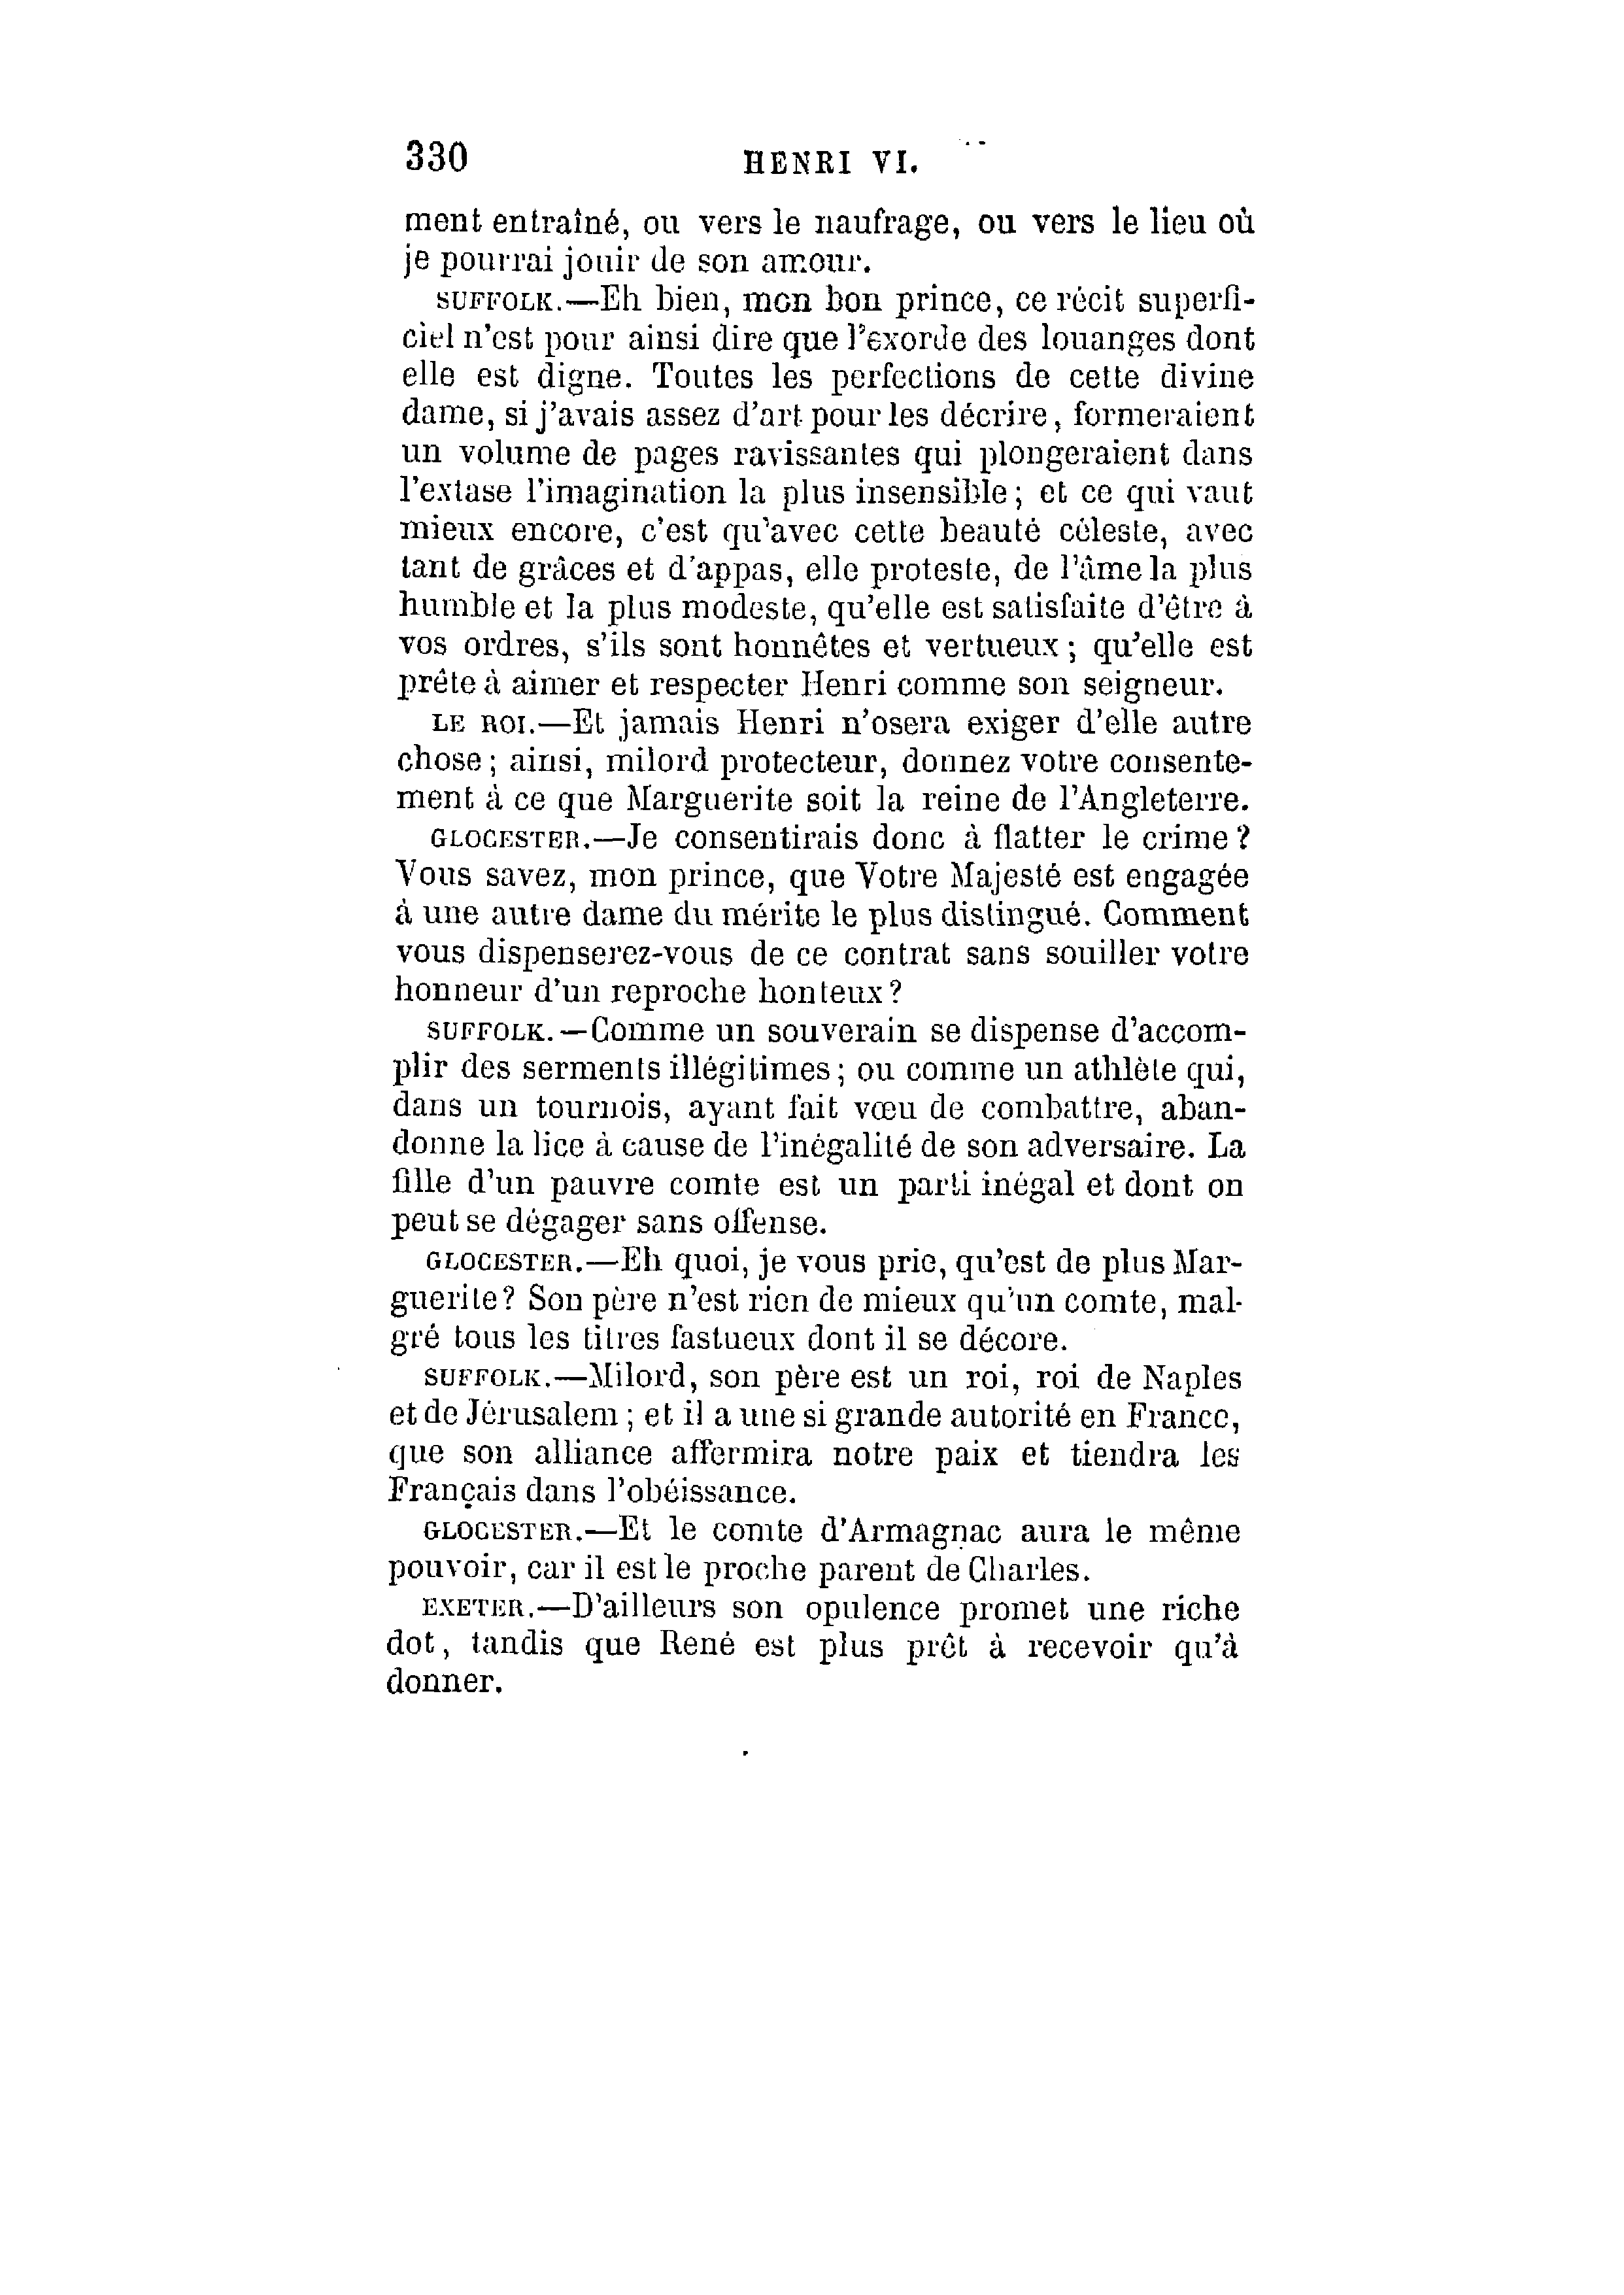 330 HENRI VI.
ment entraîné, ou vers le naufrage, ou vers le lieu où
je pourrai jouir de son amour.
SUFFOLK.—Eh bien, mon bon prince, ce récit superfi-
ciel n'est pour ainsi dire que l'exorde des louanges dont
elle est digne. Toutes les perfections de cette divine
dame, si j'avais assez d'art pour les décrire, formeraient
un volume de pages ravissantes qui plongeraient dans
l'extase l'imagination la plus insensible ; et ce qui vaut
mieux encore, c'est qu'avec cette beauté céleste, avec
tant de grâces et d'appas, elle proteste, de l'âme la plus
humble et la plus modeste, qu'elle est satisfaite d'être à
vos ordres, s'ils sont honnêtes et vertueux ; qu'elle est
prête à aimer et respecter Henri comme son seigneur.
LE ROI.—Et jamais Henri n'osera exiger d'elle autre
chose ; ainsi, milord protecteur, donnez votre consente-
ment à ce que Marguerite soit la reine de l'Angleterre.
GLOCESTER.—Je consentirais donc à flatter le crime ?
Vous savez, mon prince, que Votre Majesté est engagée
à une autre dame du mérite le plus distingué. Comment
vous dispenserez-vous de ce contrat sans souiller votre
honneur d'un reproche honteux ?
SUFFOLK.—Comme un souverain se dispense d'accom-
plir des serments illégitimes ; ou comme un athlète qui,
dans un tournois, ayant fait vœu de combattre, aban-
donne la lice à cause de l'inégalité de son adversaire. La
fille d'un pauvre comte est un parti inégal et dont on
peut se dégager sans offense.
GLOCESTER.—Eh quoi, je vous prie, qu'est de plus Mar-
guerite ? Son père n'est rien de mieux qu'un comte, mal-
gré tous les titres fastueux dont il se décore.
SUFFOLK.—Milord, son père est un roi, roi de Naples
et de Jérusalem ; et il a une si grande autorité en France,
que son alliance affermira notre paix et tiendra les
Français dans l'obéissance.
GLOCESTER.—Et le comte d'Armagnac aura le même
pouvoir, car il est le proche parent de Charles.
EXETER.—D'ailleurs son opulence promet une riche
dot, tandis que René est plus prêt à recevoir qu'à
donner.